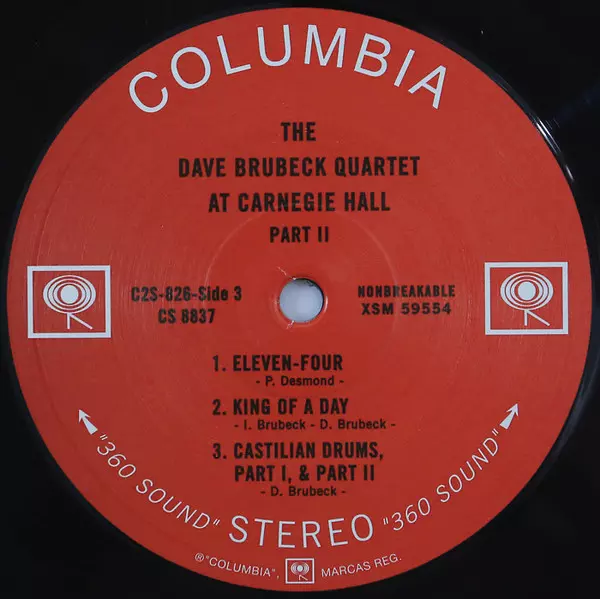 COLUMBIA
THE
DAVE BRUBECK QUARTET
AT CARNEGIE HALL
PART II
C2S-826-Side 3
CS 8837
NONBREAKABLE
XSM 59554
1. ELEVEN-FOUR
- P. Desmond -
2. KING OF A DAY
- I. Brubeck - D. Brubeck -
3. CASTILIAN DRUMS,
PART I, & PART II
- D. Brubeck -
"360 SOUND" STEREO "360 SOUND"
®"COLUMBIA", MARCAS REG.